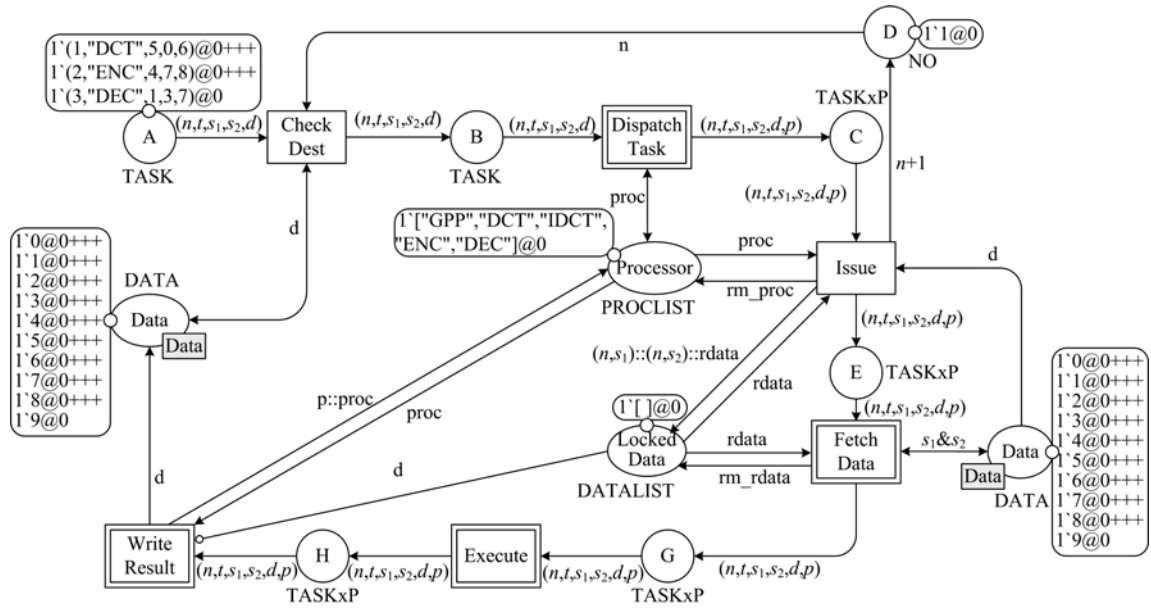 D
1`1@0
NO
n
1`(1,"DCT",5,0,6)@0+++
1`(2,"ENC",4,7,8)@0+++
1`(3,"DEC",1,3,7)@0
A
TASK
(n,t,s1,s2,d)
Check
Dest
(n,t,s1,s2,d)
B
TASK
(n,t,s1,s2,d)
Dispatch
Task
(n,t,s1,s2,d,p)
TASKxP
C
n+1
(n,t,s1,s2,d,p)
proc
1`["GPP","DCT","IDCT",
"ENC","DEC"]@0
Processor
PROCLIST
proc
rm_proc
Issue
d
d
1`0@0+++
1`1@0+++
1`2@0+++
1`3@0+++
1`4@0+++
1`5@0+++
1`6@0+++
1`7@0+++
1`8@0+++
1`9@0
DATA
Data
Data
(n,t,s1,s2,d,p)
(n,s1)::(n,s2)::rdata
rdata
E
TASKxP
(n,t,s1,s2,d,p)
p::proc
proc
1`[ ]@0
Locked
Data
DATALIST
rdata
rm_rdata
Fetch
Data
s1&s2
Data
Data
DATA
1`0@0+++
1`1@0+++
1`2@0+++
1`3@0+++
1`4@0+++
1`5@0+++
1`6@0+++
1`7@0+++
1`8@0+++
1`9@0
d
d
Write
Result
(n,t,s1,s2,d,p)
H
TASKxP
(n,t,s1,s2,d,p)
Execute
(n,t,s1,s2,d,p)
G
TASKxP
(n,t,s1,s2,d,p)